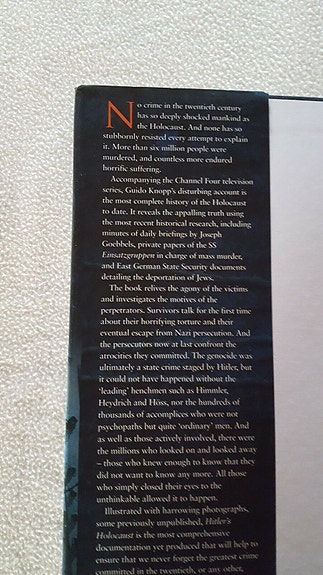 No crime in the twentieth century
has so deeply shocked mankind as
the Holocaust. And none has so
stubbornly resisted every attempt to explain
it. More than six million people were
murdered, and countless more endured
horrific suffering.
Accompanying the Channel Four television
series, Guido Knopp's disturbing account is
the most complete history of the Holocaust
to date. It reveals the appalling truth using
the most recent historical research, including
minutes of daily briefings by Joseph
Goebbels, private papers of the SS
Einsatzgruppen in charge of mass murder,
and East German State Security documents
detailing the deportation of Jews.
The book relives the agony of the victims
and investigates the motives of the
perpetrators. Survivors talk for the first time
about their horrifying torture and their
eventual escape from Nazi persecution. And
the persecutors now at last confront the
atrocities they committed. The genocide was
ultimately a state crime staged by Hitler, but
it could not have happened without the
'leading' henchmen such as Himmler,
Heydrich and Höss, nor the hundreds of
thousands of accomplices who were not
psychopaths but quite 'ordinary' men. And
as well as those actively involved, there were
the millions who looked on and looked away
– those who knew enough to know that they
did not want to know any more. All those
who simply closed their eyes to the
unthinkable allowed it to happen.
Illustrated with harrowing photographs,
some previously unpublished, Hitler's
Holocaust is the most comprehensive
documentation yet produced that will help to
ensure that we never forget the greatest crime
committed in the twentieth, or any other,